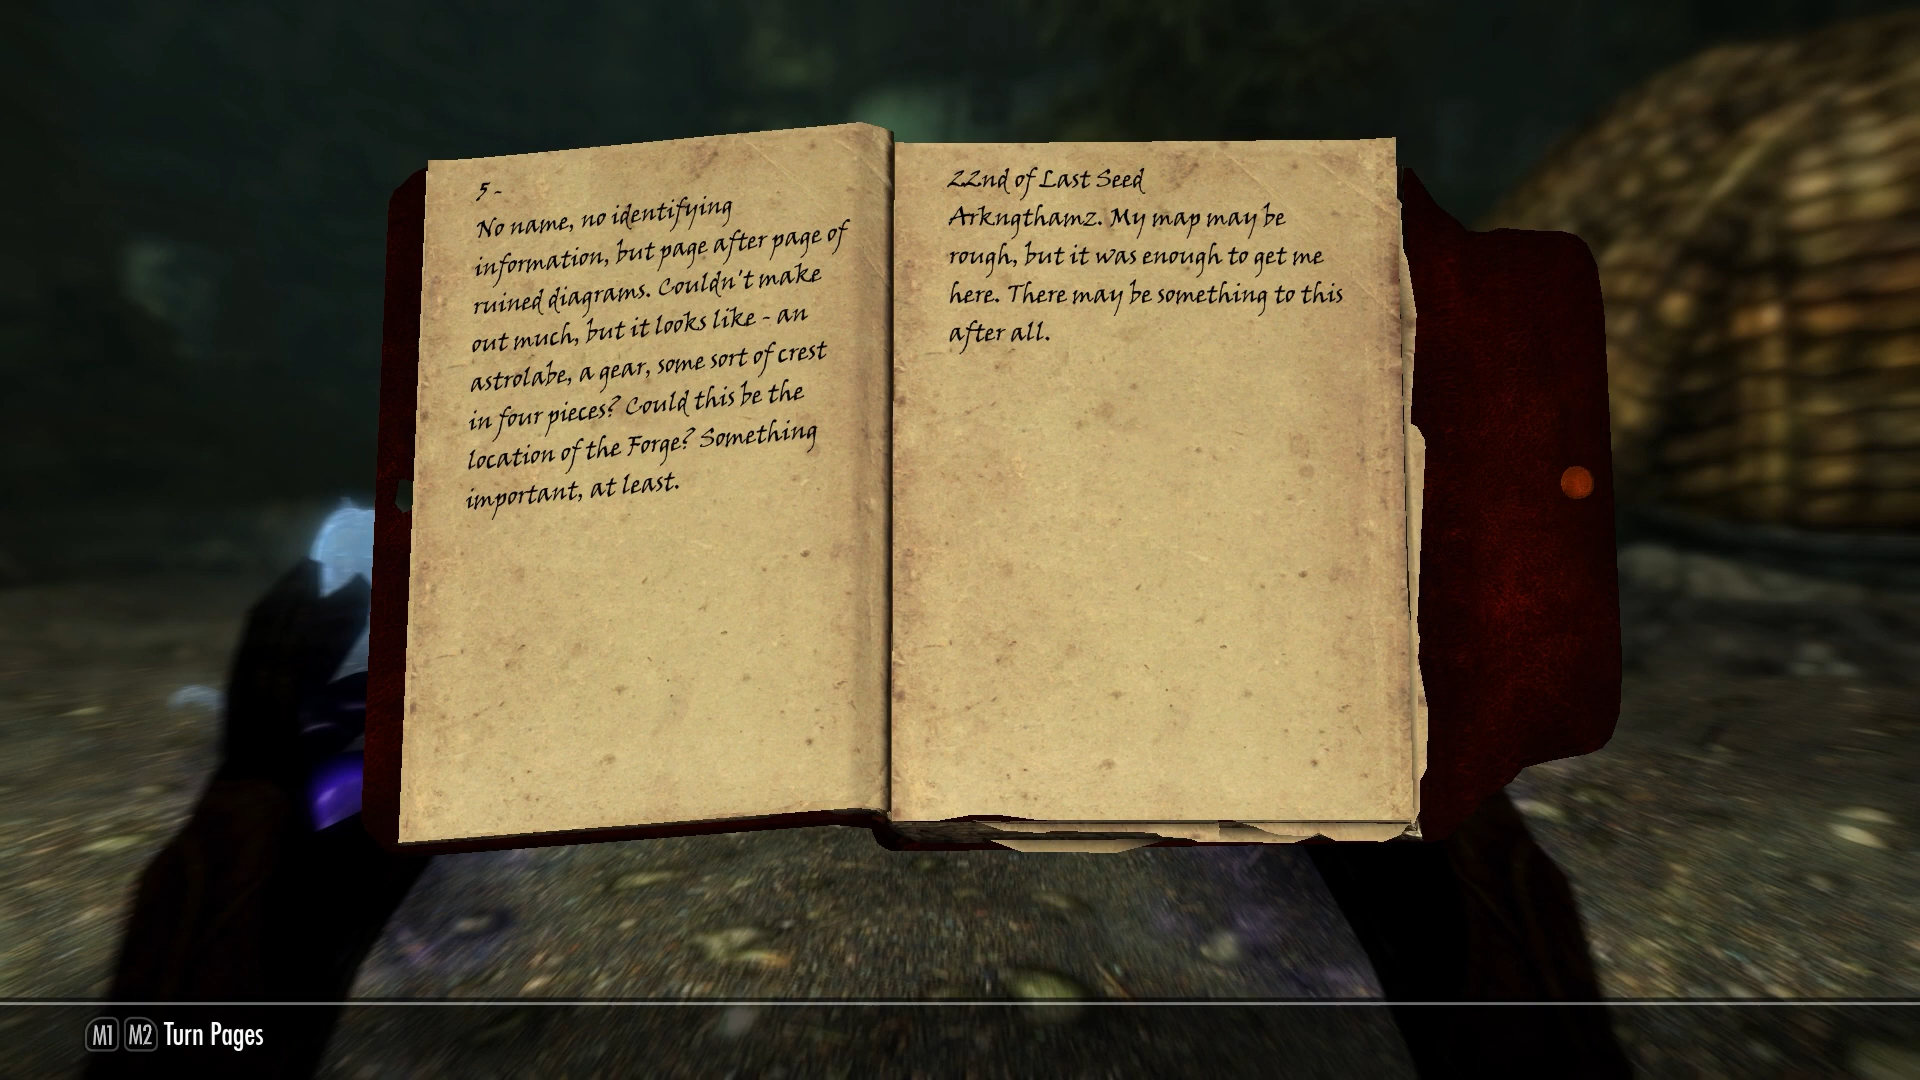 5 -
No name, no identifying
information, but page after page of
ruined diagrams. Couldn't make
out much, but it looks like - an
astrolabe, a gear, some sort of crest
in four pieces? Could this be the
location of the Forge? Something
important, at least.
22nd of Last Seed
Arkngthamz. My map may be
rough, but it was enough to get me
here. There may be something to this
after all.
M1 M2 Turn Pages